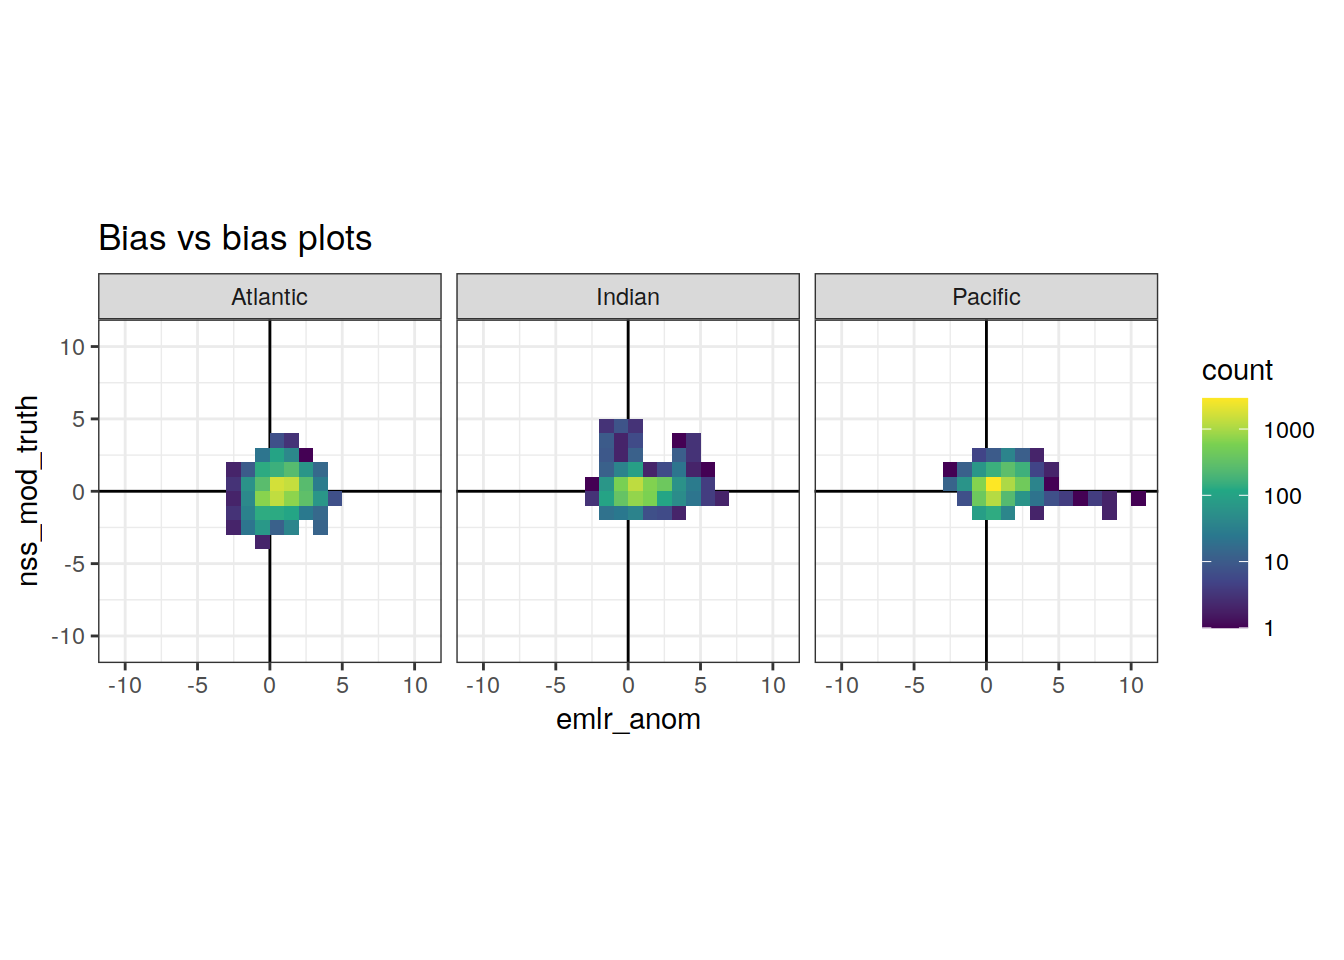 Bias vs bias plots
Atlantic Indian Pacific
nss_mod_truth
10
5
0
-5
-10
-10 -5 0 5 10 -10 -5 0 5 10 -10 -5 0 5 10
emlr_anom
count
1000
100
10
1